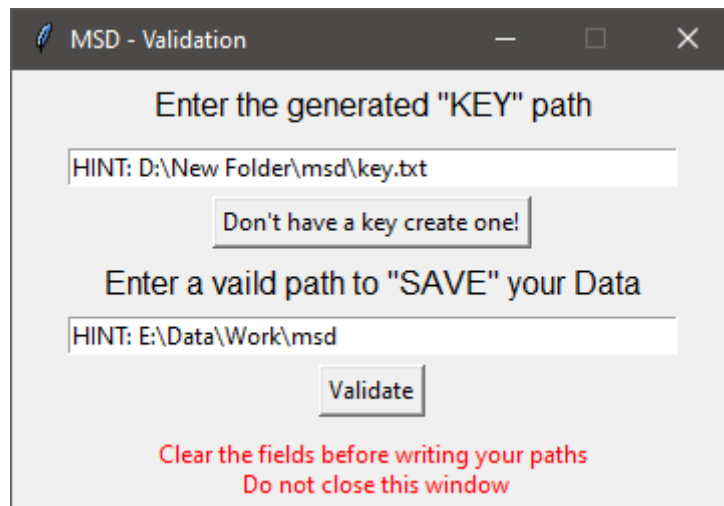 MSD - Validation
Enter the generated "KEY" path
HINT: D:\New Folder\msd\key.txt
Don't have a key create one!
Enter a vaild path to "SAVE" your Data
HINT: E:\Data\Work\msd
Validate
Clear the fields before writing your paths
Do not close this window